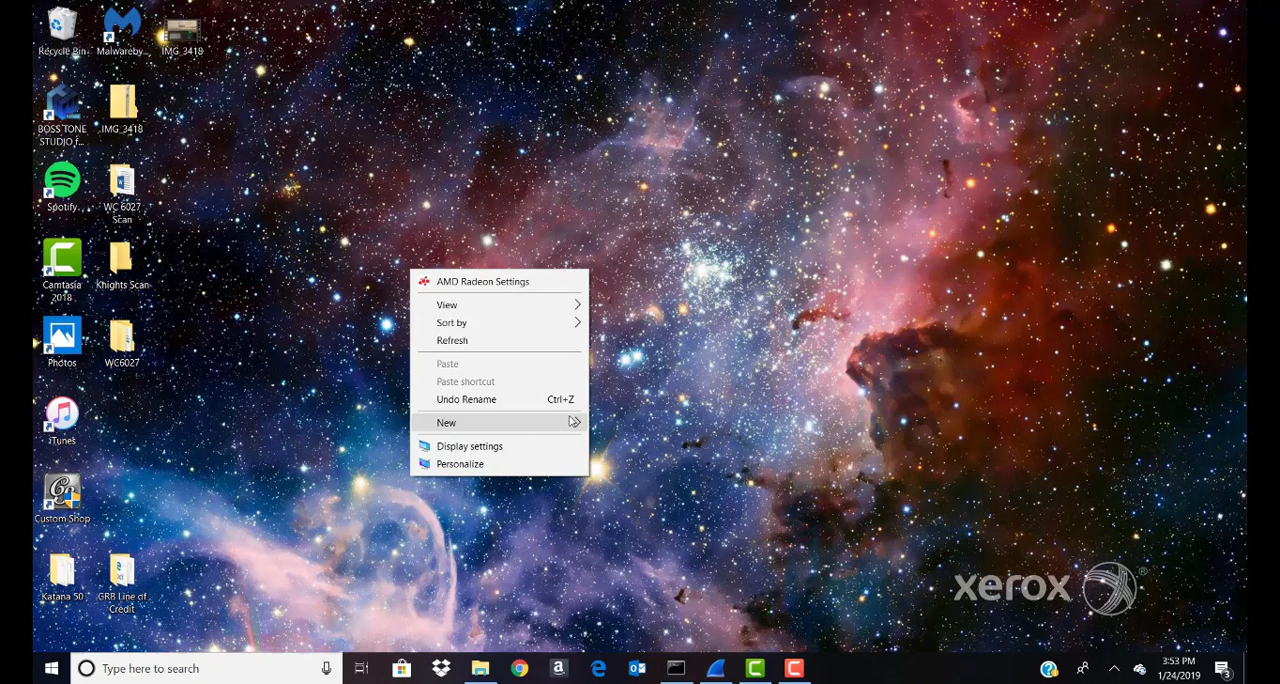 Recycle Bin
Malwareby...
IMG_3418
BOSS TONE
STUDIO f...
IMG_3418
Spotify
WC 6027
Scan
Camtasia
2018
Knights Scan
Photos
WC6027
iTunes
Custom Shop
Katana 50
GRB Line of
Credit
AMD Radeon Settings
View
Sort by
Refresh
Paste
Paste shortcut
Undo Rename Ctrl+Z
New
Display settings
Personalize
xerox ®
Type here to search
3:53 PM
1/24/2019
3